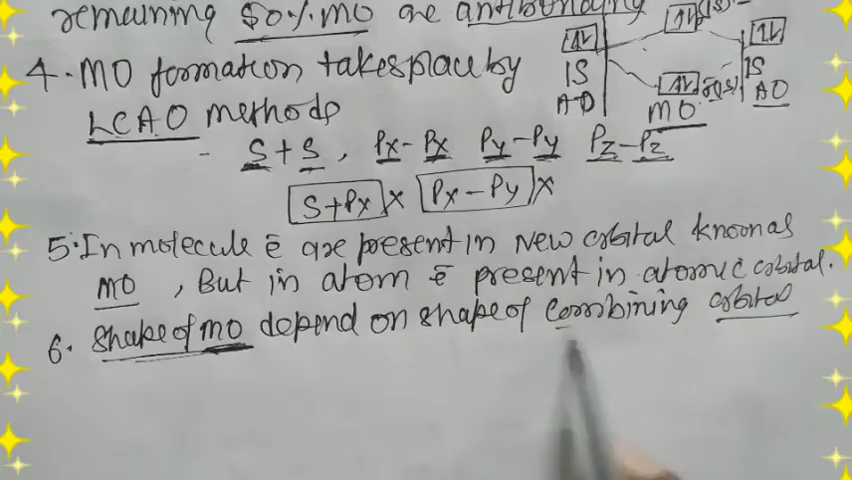 remaining 50%. MO are antibonding
4. MO formation takes place by
LCAO methods
- S + S, Px - Px Py - Py Pz - Pz
S + Px × Px - Py ×
5. In molecule ē are present in New orbital knonas
MO, But in atom ē present in atomic orbital.
6. Shape of MO depend on shape of combining orbital
1S
AO
MO
1S
AO